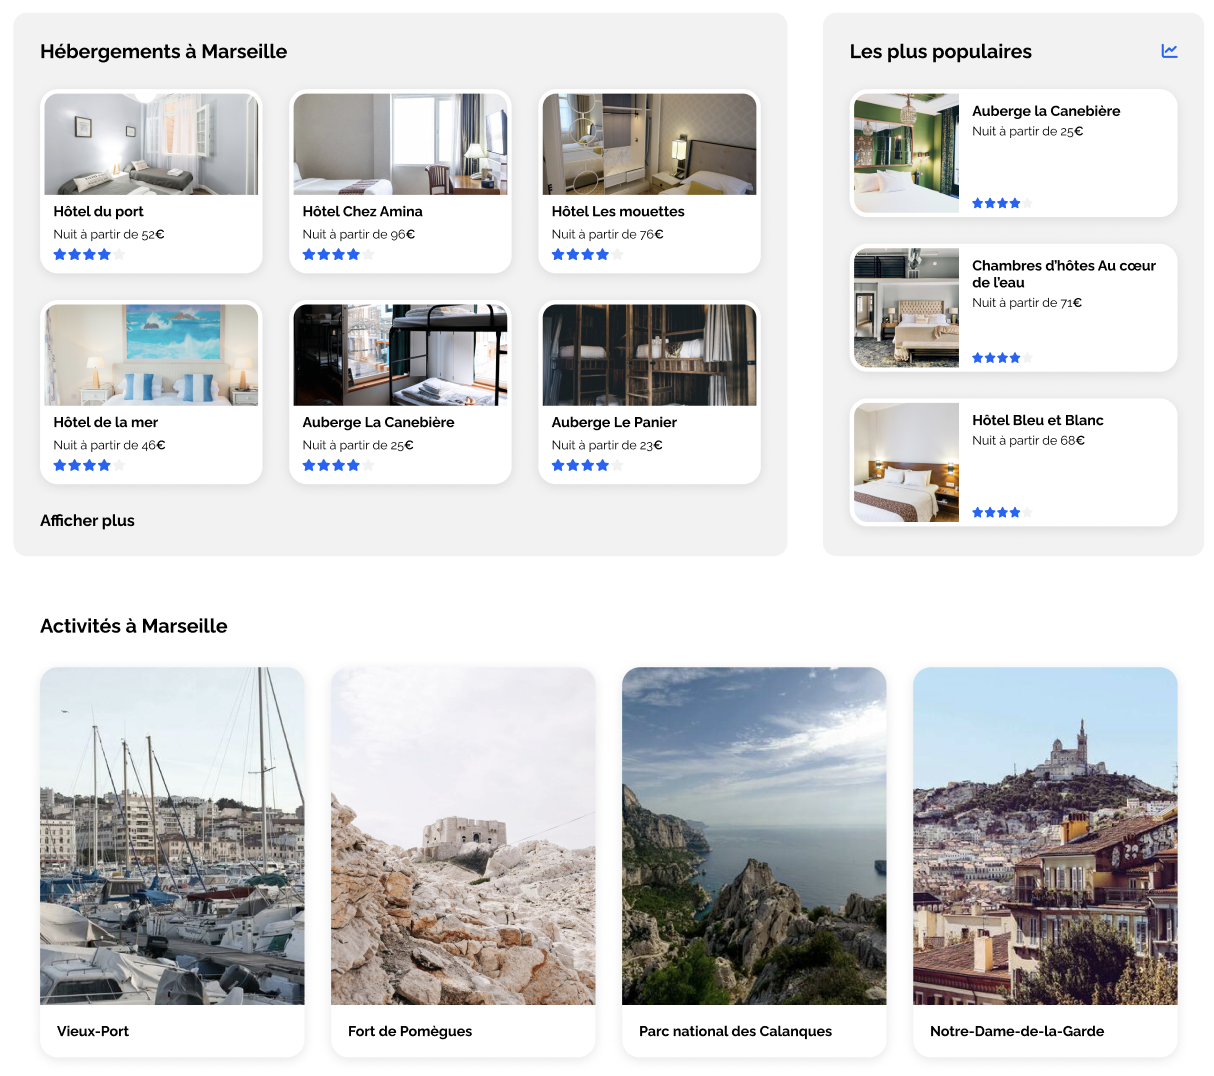 Hébergements à Marseille
Hôtel du port
Nuit à partir de 52€
Hôtel Chez Amina
Nuit à partir de 96€
Hôtel Les mouettes
Nuit à partir de 76€
Hôtel de la mer
Nuit à partir de 46€
Auberge La Canebière
Nuit à partir de 25€
Auberge Le Panier
Nuit à partir de 23€
Afficher plus
Les plus populaires
Auberge la Canebière
Nuit à partir de 25€
Chambres d’hôtes Au cœur
de l’eau
Nuit à partir de 71€
Hôtel Bleu et Blanc
Nuit à partir de 68€
Activités à Marseille
Vieux-Port
Fort de Pomègues
Parc national des Calanques
Notre-Dame-de-la-Garde